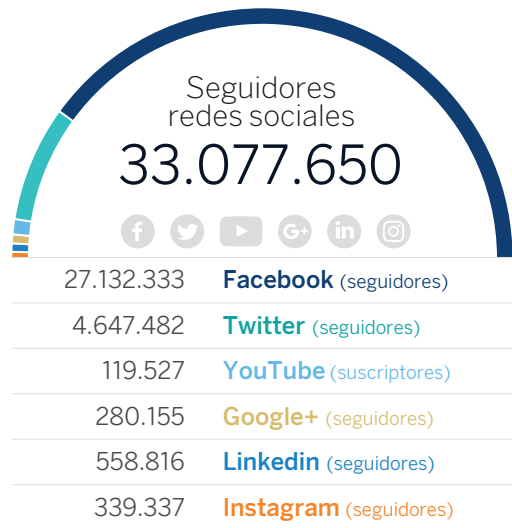 Seguidores
redes sociales
33.077.650
27.132.333 Facebook (seguidores)
4.647.482 Twitter (seguidores)
119.527 YouTube (suscriptores)
280.155 Google+ (seguidores)
558.816 Linkedin (seguidores)
339.337 Instagram (seguidores)